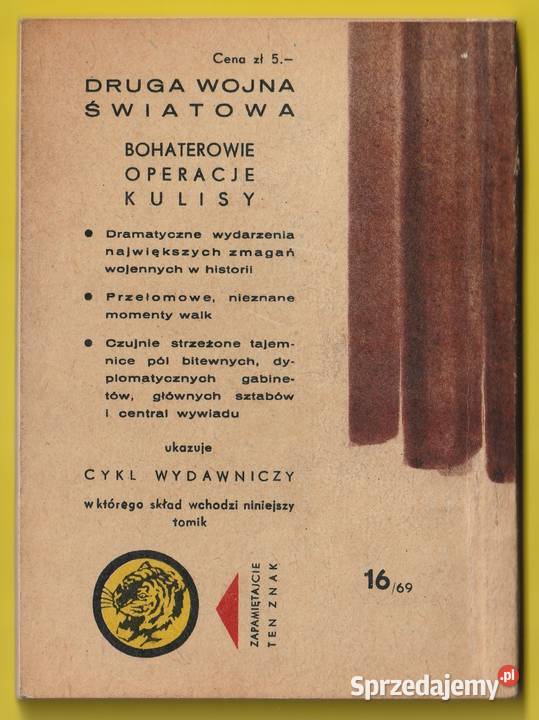 Cena zł 5.–
DRUGA WOJNA
ŚWIATOWA
BOHATEROWIE
OPERACJE
KULISY
● Dramatyczne wydarzenia
największych zmagań
wojennych w historii
● Przełomowe, nieznane
momenty walk
● Czujnie strzeżone tajem-
nice pól bitewnych, dy-
plomatycznych gabine-
tów, głównych sztabów
i central wywiadu
ukazuje
CYKL WYDAWNICZY
w którego skład wchodzi niniejszy
tomik
ZAPAMIĘTAJCIE
TEN ZNAK
16/69
Sprzedajemy.pl